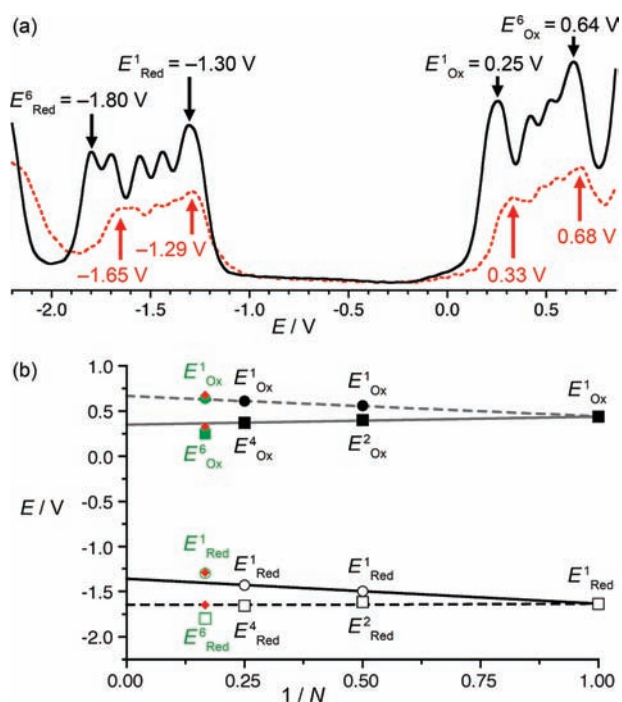 (a)
E⁶Ox = 0.64 V
E¹Red = –1.30 V
E¹Ox = 0.25 V
E⁶Red = –1.80 V
–1.65 V
–1.29 V
0.33 V
0.68 V
-2.0 -1.5 -1.0 -0.5 0.0 0.5
E / V
(b)
1.0
E¹Ox E¹Ox E¹Ox E¹Ox
0.5
E⁶Ox E⁴Ox E²Ox
0.0
E / V
-0.5
-1.0
E¹Red E¹Red E¹Red E¹Red
-1.5
E⁶Red E⁴Red E²Red
-2.0
0.00 0.25 0.50 0.75 1.00
1 / N